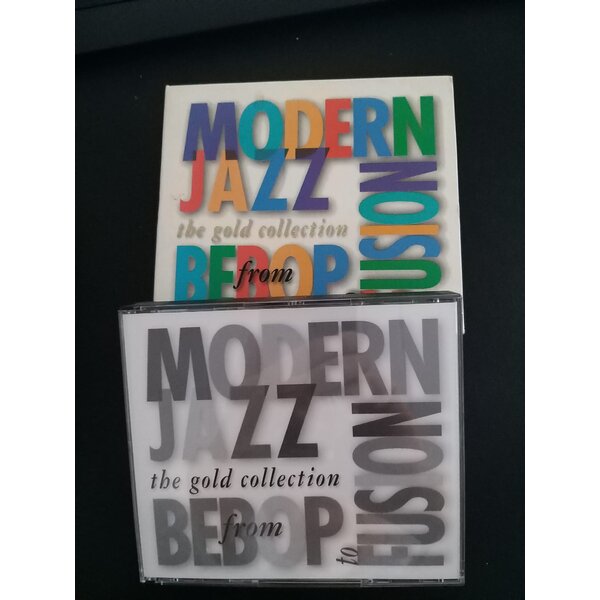 MODERN
JAZZ
the gold collection
from
BEBOP
FUSION
MODERN
JAZZ
the gold collection
from
BEBOP
to
FUSION